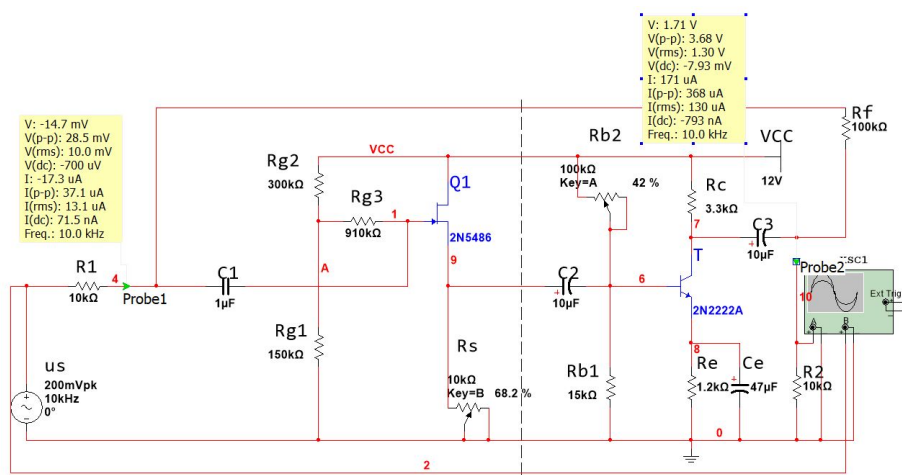 V: 1.71 V
V(p-p): 3.68 V
V(rms): 1.30 V
V(dc): -7.93 mV
I: 171 uA
I(p-p): 368 uA
I(rms): 130 uA
I(dc): -793 nA
Freq.: 10.0 kHz
V: -14.7 mV
V(p-p): 28.5 mV
V(rms): 10.0 mV
V(dc): -700 uV
I: -17.3 uA
I(p-p): 37.1 uA
I(rms): 13.1 uA
I(dc): 71.5 nA
Freq.: 10.0 kHz
Rf
100kΩ
Rb2
100kΩ
Key=A
42 %
VCC
12V
VCC
Rg2
300kΩ
Q1
2N5486
Rg3
910kΩ
1
Rc
3.3kΩ
7
C3
10µF
T
2N2222A
A
9
R1
10kΩ
4
Probe1
C1
1µF
C2
10µF
6
Probe2
SC1
Ext Trig
A
B
10
us
200mVpk
10kHz
0°
Rg1
150kΩ
Rs
10kΩ
Key=B
68.2 %
Rb1
15kΩ
8
Re
1.2kΩ
Ce
47µF
R2
10kΩ
0
2